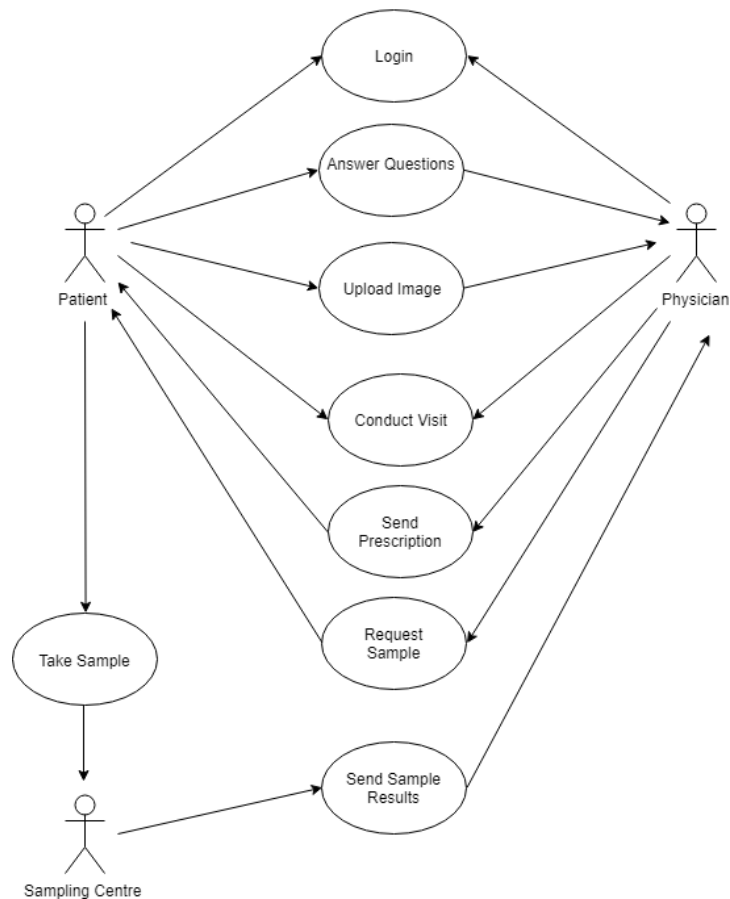 Login
Answer Questions
Upload Image
Patient
Physician
Conduct Visit
Send
Prescription
Request
Sample
Take Sample
Send Sample
Results
Sampling Centre